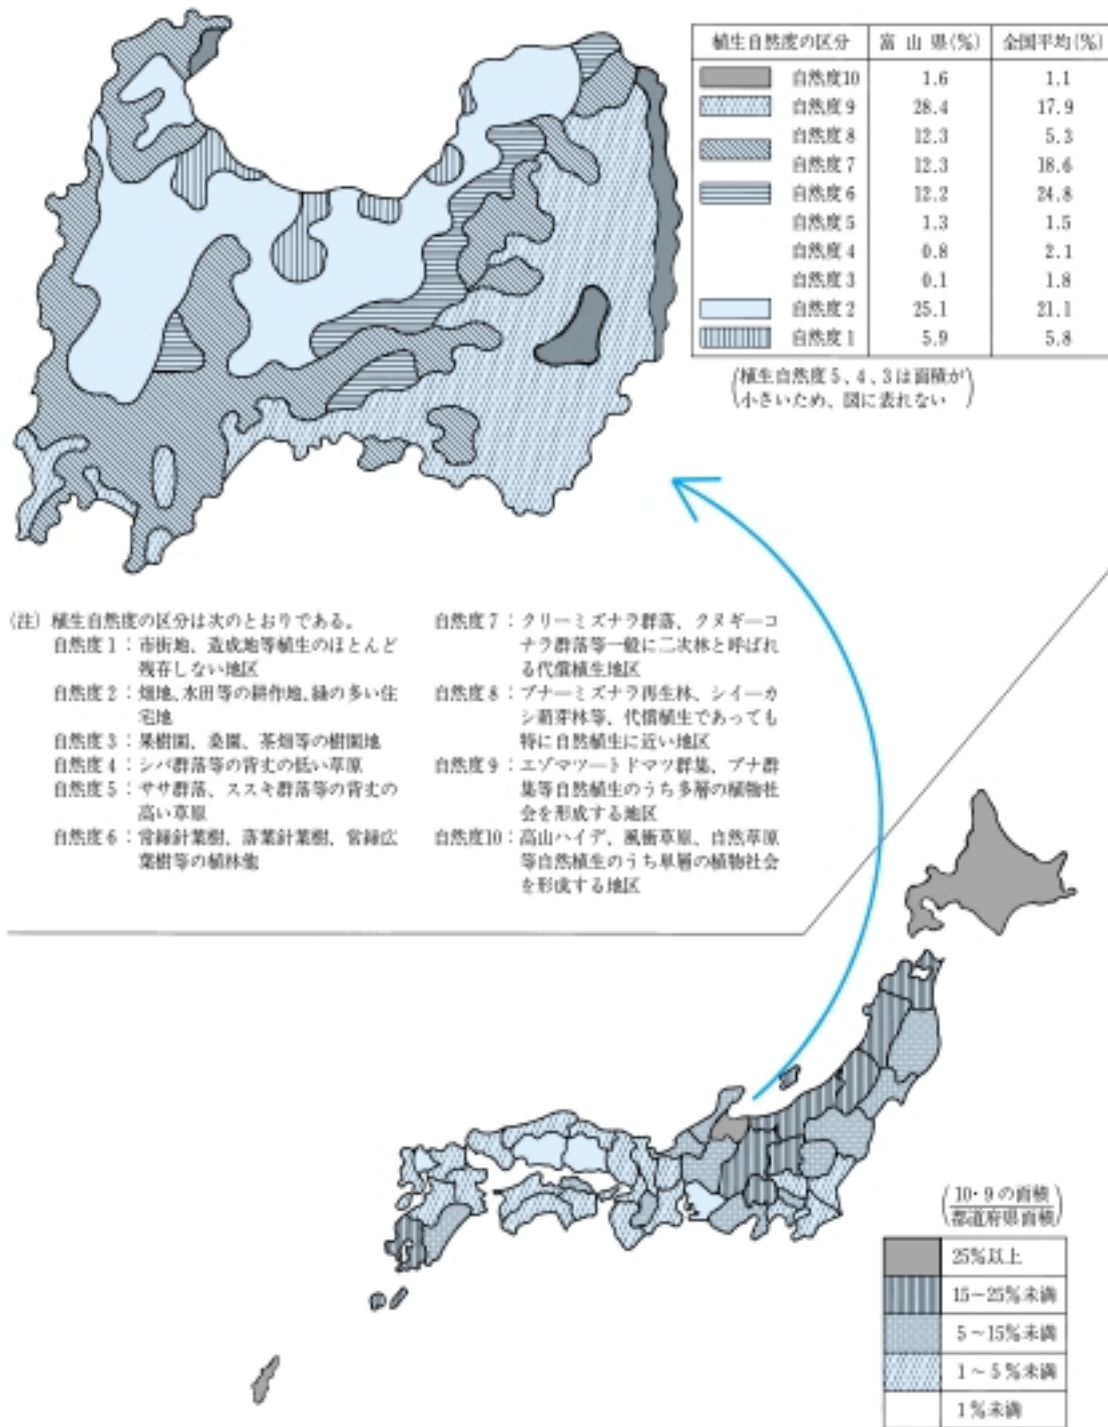 植生自然度の区分 富山県(%) 全国平均(%)
自然度10 1.6 1.1
自然度 9 28.4 17.9
自然度 8 12.3 5.3
自然度 7 12.3 18.6
自然度 6 12.2 24.8
自然度 5 1.3 1.5
自然度 4 0.8 2.1
自然度 3 0.1 1.8
自然度 2 25.1 21.1
自然度 1 5.9 5.8
(植生自然度5、4、3は面積が
小さいため、図に表れない)
(注) 植生自然度の区分は次のとおりである。
自然度1：市街地、造成地等植生のほとんど
残存しない地区
自然度2：畑地、水田等の耕作地、緑の多い住
宅地
自然度3：果樹園、桑園、茶畑等の樹園地
自然度4：シバ群落等の背丈の低い草原
自然度5：ササ群落、ススキ群落等の背丈の
高い草原
自然度6：常緑針葉樹、落葉針葉樹、常緑広
葉樹等の植林他
自然度7：クリ―ミズナラ群落、クヌギ―コ
ナラ群落等一般に二次林と呼ばれ
る代償植生地区
自然度8：ブナ―ミズナラ再生林、シイ―カ
シ萌芽林等、代償植生であっても
特に自然植生に近い地区
自然度9：エゾマツ―トドマツ群集、ブナ群
集等自然植生のうち多層の植物社
会を形成する地区
自然度10：高山ハイデ、風衝草原、自然草原
等自然植生のうち単層の植物社会
を形成する地区
(10・9の面積
都道府県面積)
25%以上
15～25%未満
5～15%未満
1～5%未満
1%未満